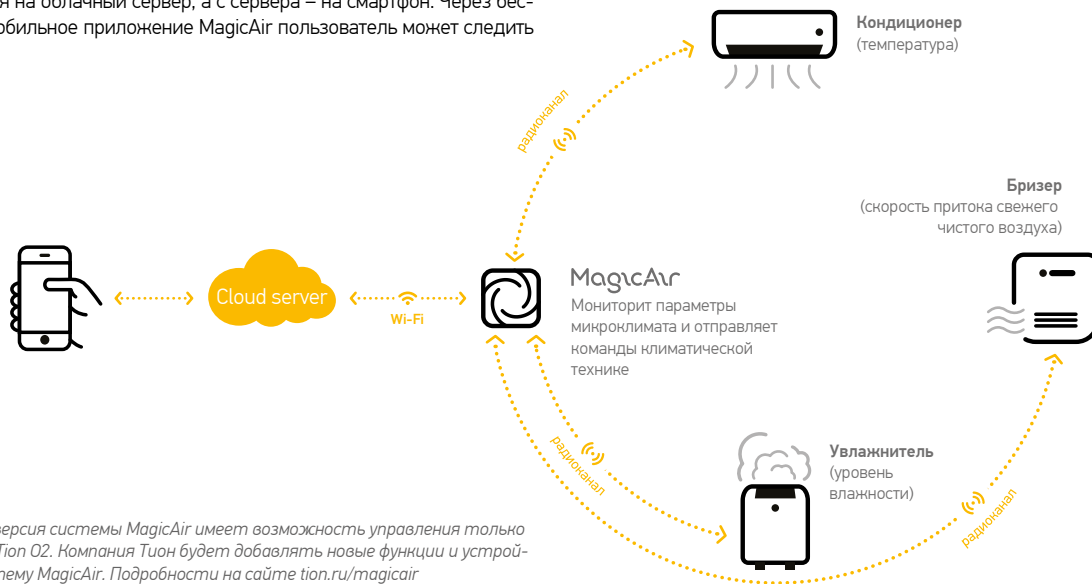 я на облачный сервер, а с сервера – на смартфон. Через бес-
обильное приложение MagicAir пользователь может следить
Кондиционер
(температура)
радиоканал
Бризер
(скорость притока свежего
чистого воздуха)
Cloud server
Wi-Fi
MagicAir
Мониторит параметры
микроклимата и отправляет
команды климатической
технике
радиоканал
Увлажнитель
(уровень
влажности)
радиоканал
версия системы MagicAir имеет возможность управления только
Tion O2. Компания Тион будет добавлять новые функции и устрой-
тему MagicAir. Подробности на сайте tion.ru/magicair